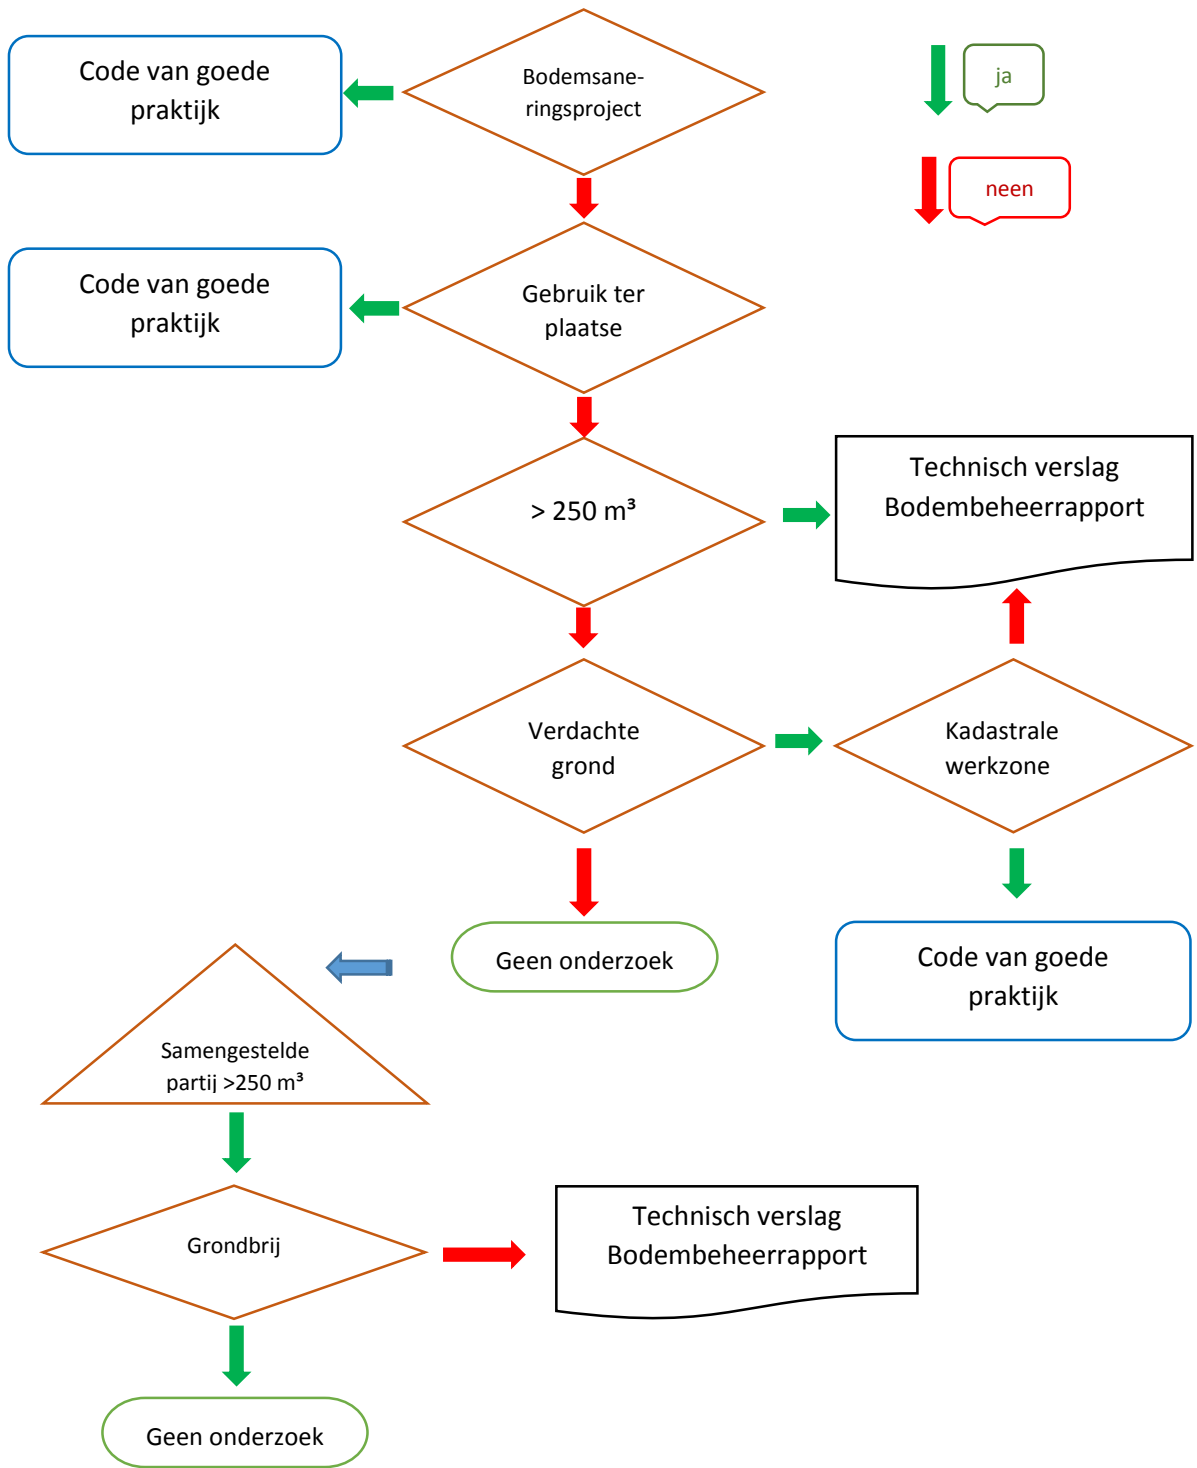 Code van goede
praktijk
Bodemsane-
ringsproject
ja
neen
Code van goede
praktijk
Gebruik ter
plaatse
> 250 m³
Technisch verslag
Bodembeheerrapport
Verdachte
grond
Kadastrale
werkzone
Geen onderzoek
Code van goede
praktijk
Samengestelde
partij >250 m³
Grondbrij
Technisch verslag
Bodembeheerrapport
Geen onderzoek